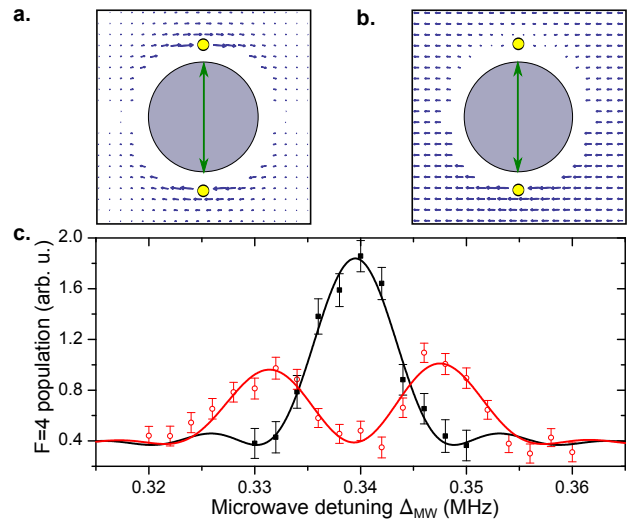 a.
b.
c.
2.0
1.6
1.2
0.8
0.4
F=4 population (arb. u.)
0.32
0.33
0.34
0.35
0.36
Microwave detuning Δ_MW (MHz)